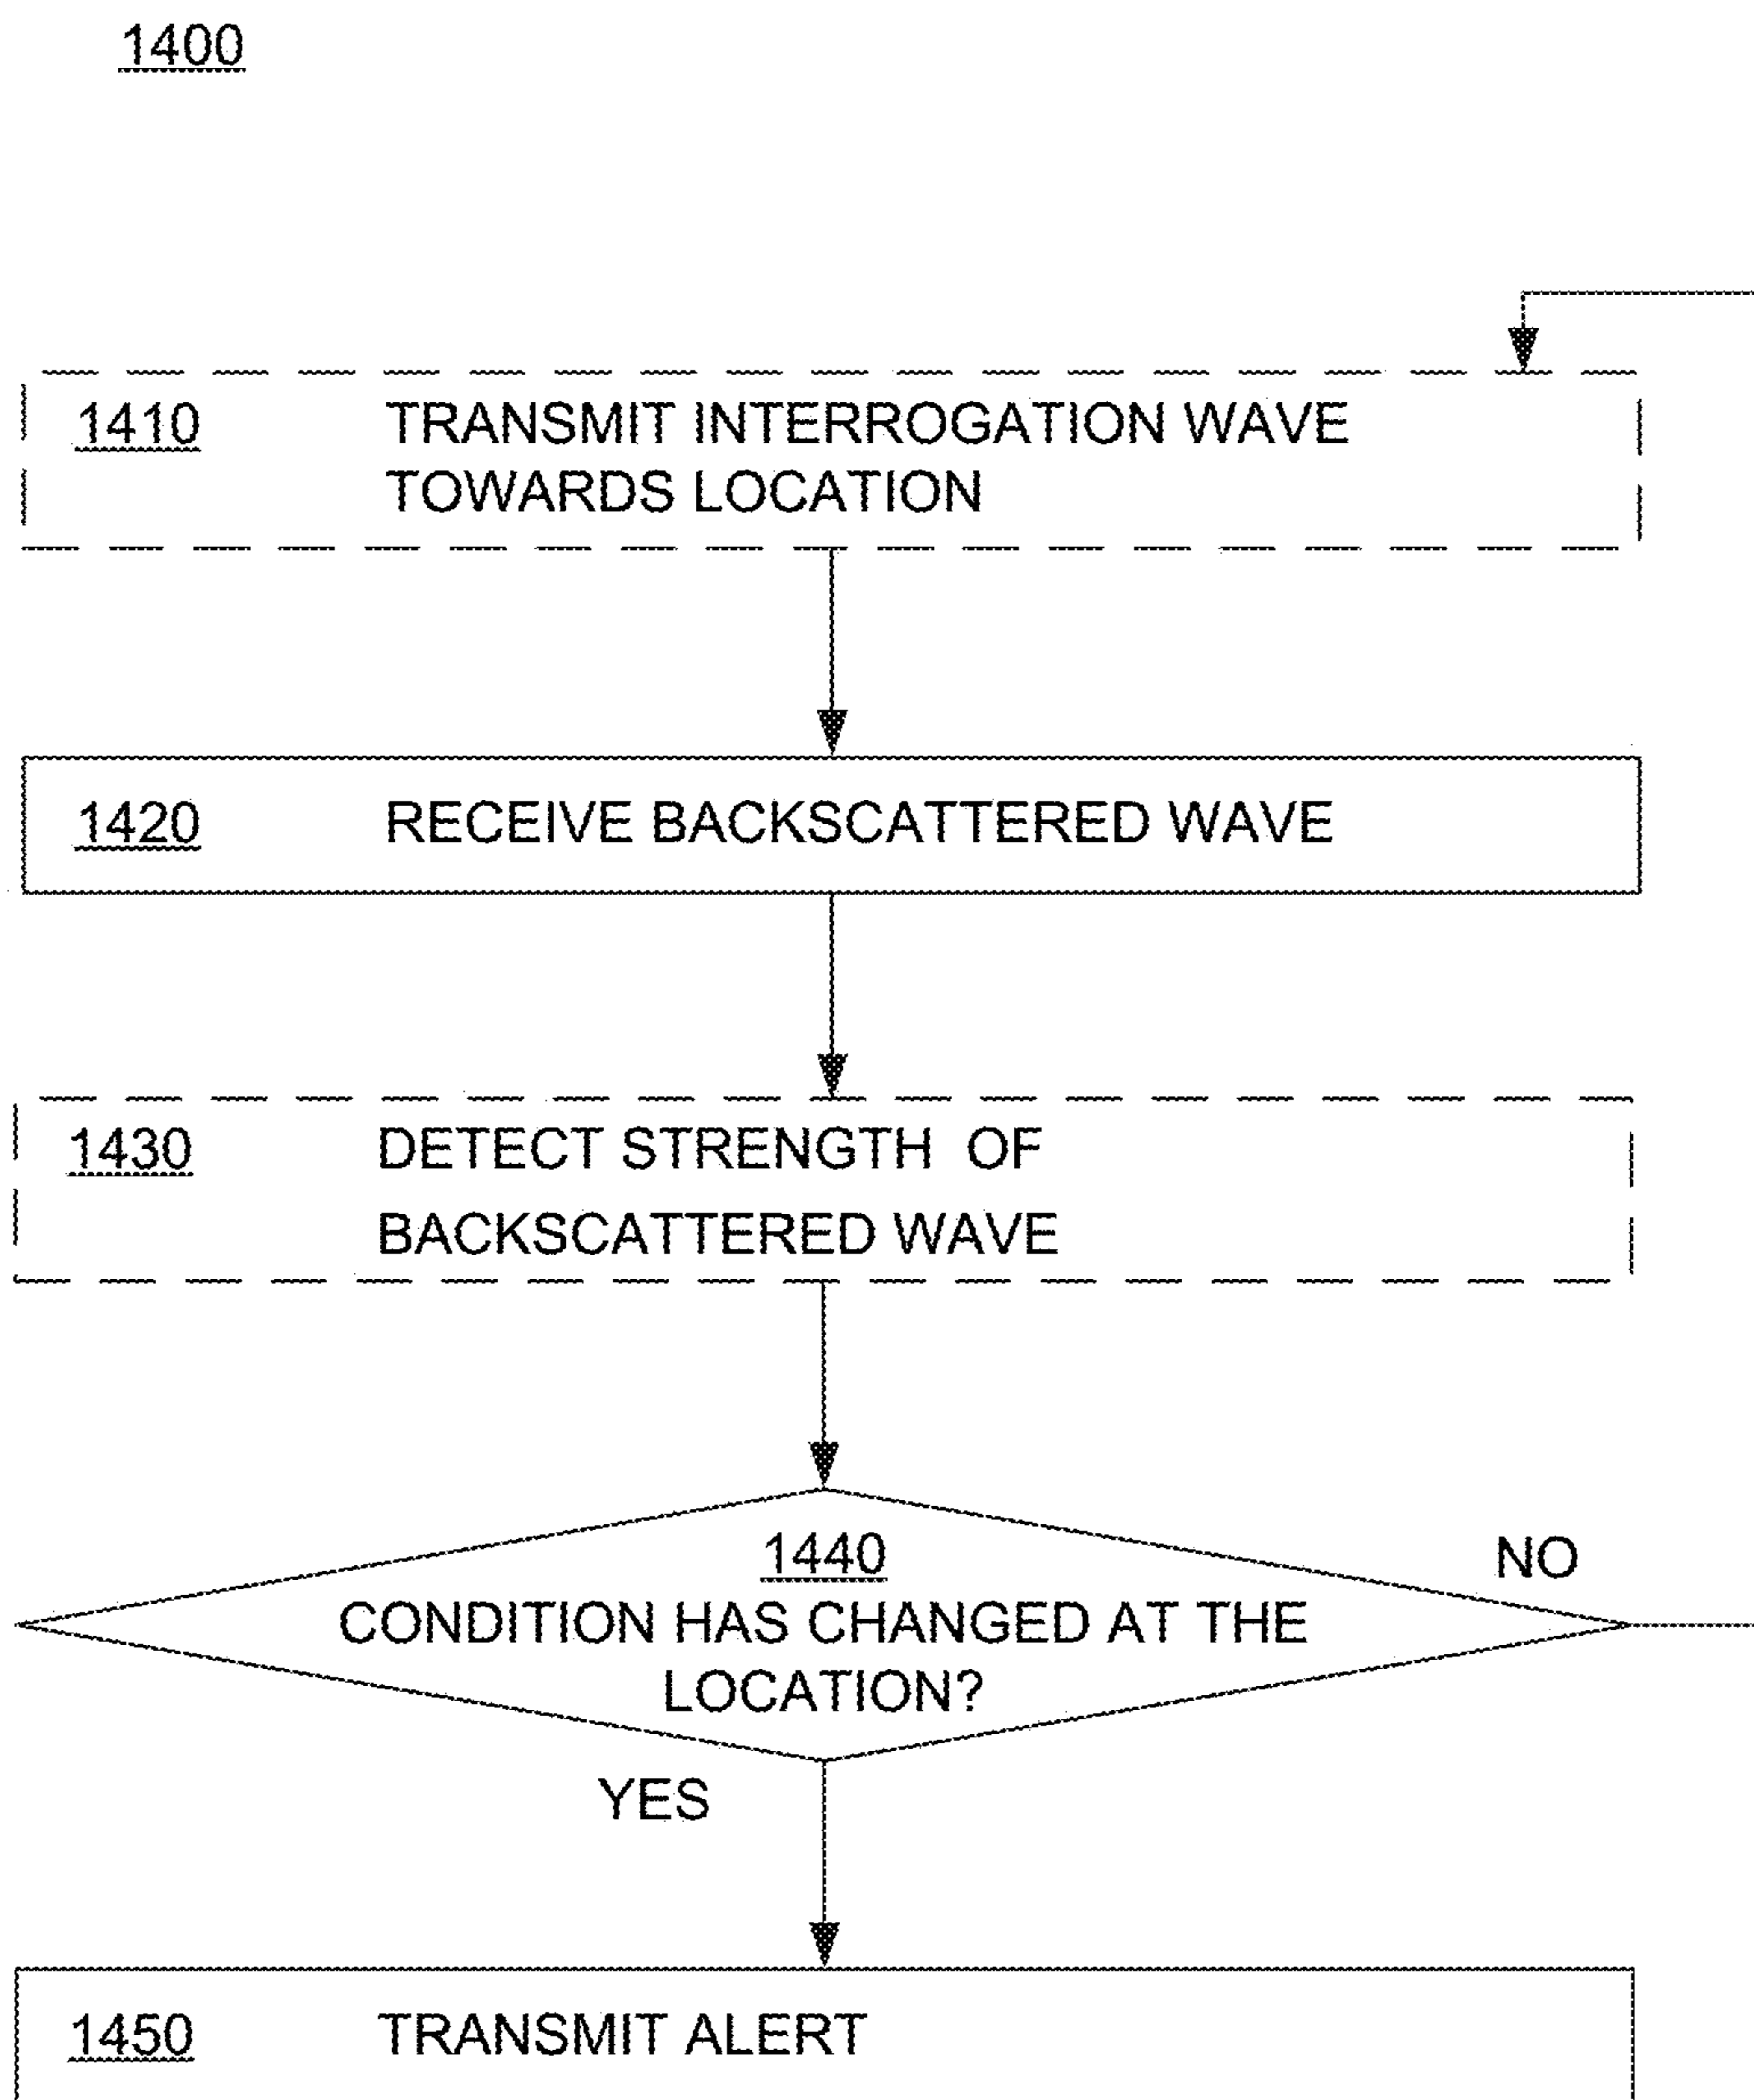 1400
1410 TRANSMIT INTERROGATION WAVE
TOWARDS LOCATION
1420 RECEIVE BACKSCATTERED WAVE
1430 DETECT STRENGTH OF
BACKSCATTERED WAVE
1440
NO
CONDITION HAS CHANGED AT THE
LOCATION?
YES
1450 TRANSMIT ALERT